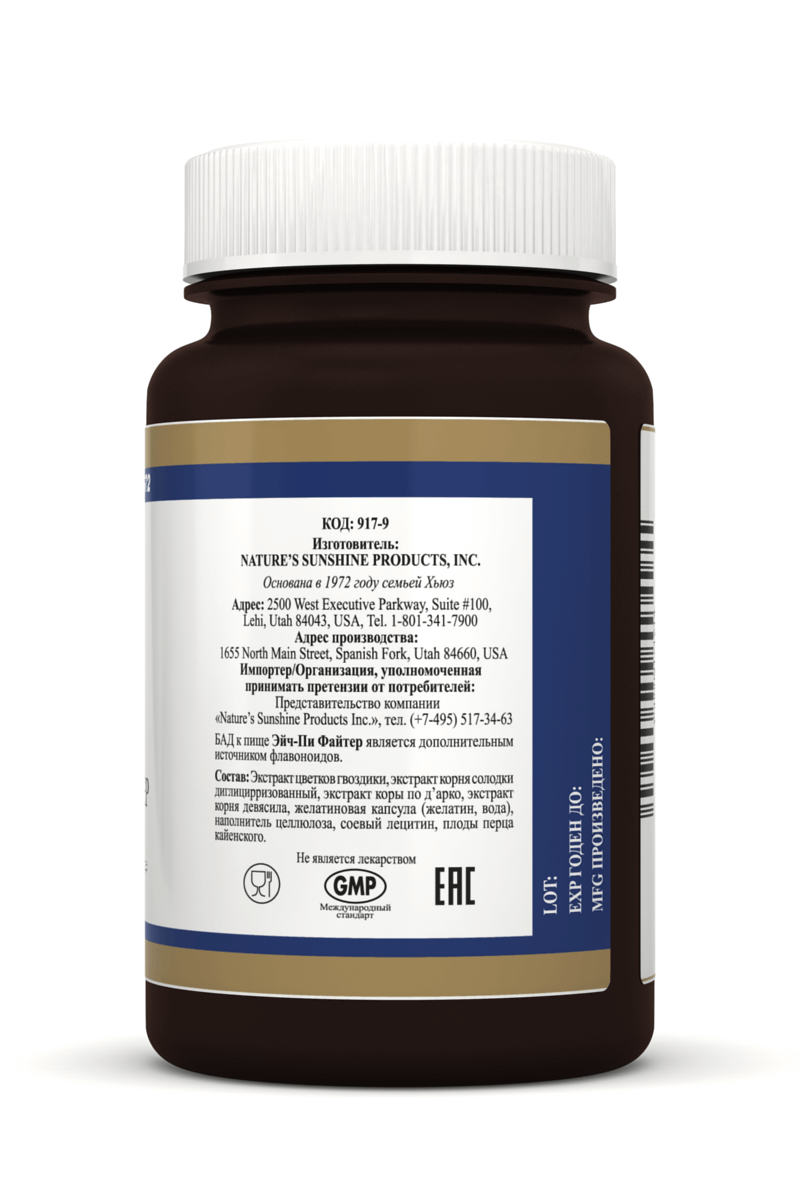 КОД: 917-9
Изготовитель:
NATURE'S SUNSHINE PRODUCTS, INC.
Основана в 1972 году семьей Хьюз
Адрес: 2500 West Executive Parkway, Suite #100,
Lehi, Utah 84043, USA, Tel. 1-801-341-7900
Адрес производства:
1655 North Main Street, Spanish Fork, Utah 84660, USA
Импортер/Организация, уполномоченная
принимать претензии от потребителей:
Представительство компании
«Nature's Sunshine Products Inc.», тел. (+7-495) 517-34-63
БАД к пище Эйч-Пи Файтер является дополнительным
источником флавоноидов.
Состав: Экстракт цветков гвоздики, экстракт корня солодки
диглицирризованный, экстракт коры по д'арко, экстракт
корня девясила, желатиновая капсула (желатин, вода),
наполнитель целлюлоза, соевый лецитин, плоды перца
кайенского.
Не является лекарством
GMP
Международный
стандарт
EAC
LOT:
EXP ГОДЕН ДО:
MFG ПРОИЗВЕДЕНО: